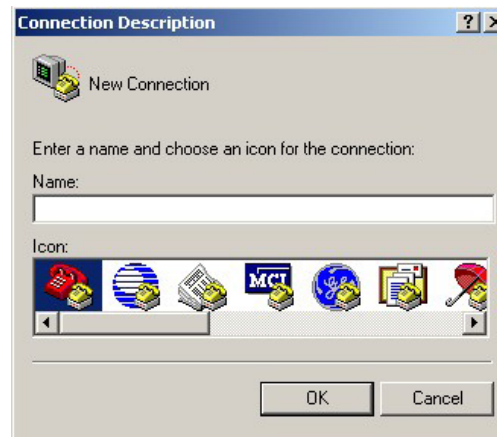 Connection Description
New Connection
Enter a name and choose an icon for the connection:
Name:
Icon:
MCI
OK
Cancel